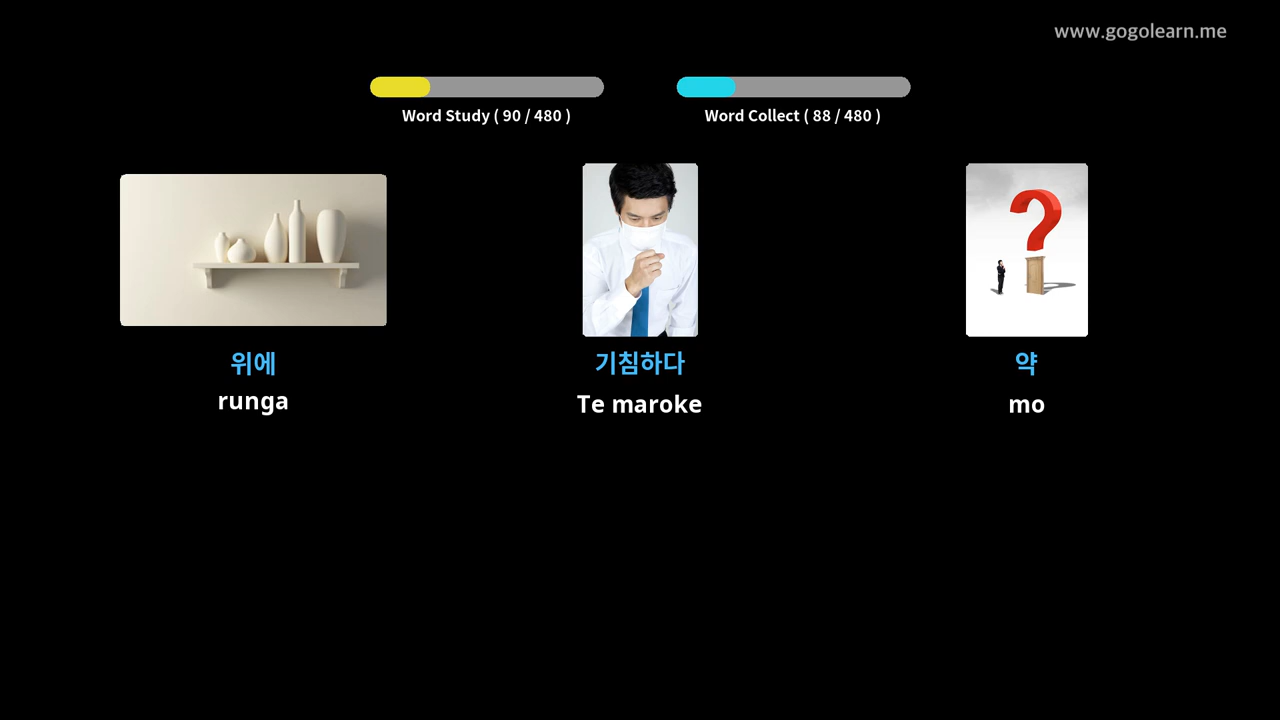 www.gogolearn.me
Word Study ( 90 / 480 )
Word Collect ( 88 / 480 )
위에
runga
기침하다
Te maroke
약
mo